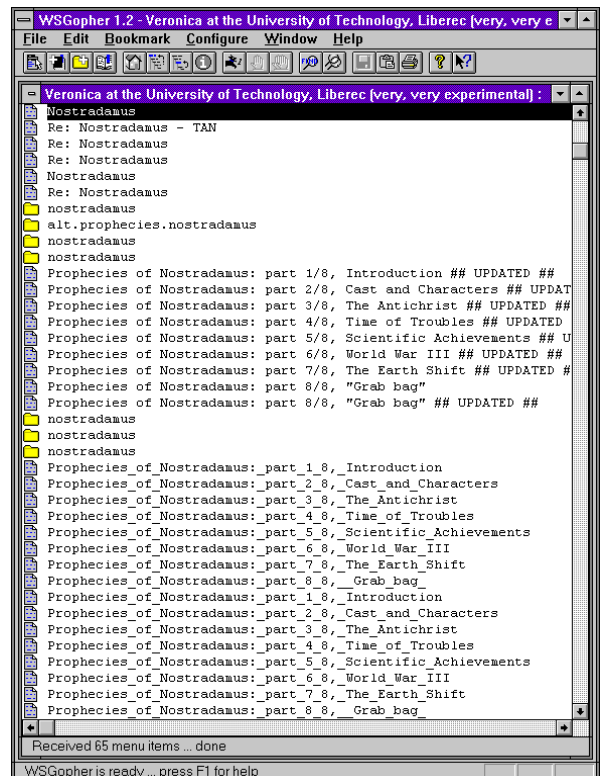 WSGopher 1.2 - Veronica at the University of Technology, Liberec (very, very e
File Edit Bookmark Configure Window Help
Veronica at the University of Technology, Liberec (very, very experimental) :
Nostradamus
Re: Nostradamus - TAN
Re: Nostradamus
Re: Nostradamus
Nostradamus
Re: Nostradamus
nostradamus
alt.prophecies.nostradamus
nostradamus
nostradamus
Prophecies of Nostradamus: part 1/8, Introduction ## UPDATED ##
Prophecies of Nostradamus: part 2/8, Cast and Characters ## UPDAT
Prophecies of Nostradamus: part 3/8, The Antichrist ## UPDATED ##
Prophecies of Nostradamus: part 4/8, Time of Troubles ## UPDATED
Prophecies of Nostradamus: part 5/8, Scientific Achievements ## U
Prophecies of Nostradamus: part 6/8, World War III ## UPDATED ##
Prophecies of Nostradamus: part 7/8, The Earth Shift ## UPDATED #
Prophecies of Nostradamus: part 8/8, "Grab bag"
Prophecies of Nostradamus: part 8/8, "Grab bag" ## UPDATED ##
nostradamus
nostradamus
nostradamus
Prophecies_of_Nostradamus:_part_1_8,_Introduction
Prophecies_of_Nostradamus:_part_2_8,_Cast_and_Characters
Prophecies_of_Nostradamus:_part_3_8,_The_Antichrist
Prophecies_of_Nostradamus:_part_4_8,_Time_of_Troubles
Prophecies_of_Nostradamus:_part_5_8,_Scientific_Achievements
Prophecies_of_Nostradamus:_part_6_8,_World_War_III
Prophecies_of_Nostradamus:_part_7_8,_The_Earth_Shift
Prophecies_of_Nostradamus:_part_8_8,__Grab_bag_
Prophecies_of_Nostradamus:_part_1_8,_Introduction
Prophecies_of_Nostradamus:_part_2_8,_Cast_and_Characters
Prophecies_of_Nostradamus:_part_3_8,_The_Antichrist
Prophecies_of_Nostradamus:_part_4_8,_Time_of_Troubles
Prophecies_of_Nostradamus:_part_5_8,_Scientific_Achievements
Prophecies_of_Nostradamus:_part_6_8,_World_War_III
Prophecies_of_Nostradamus:_part_7_8,_The_Earth_Shift
Prophecies_of_Nostradamus:_part_8_8,__Grab_bag_
Received 65 menu items ... done
WSGopher is ready ... press F1 for help